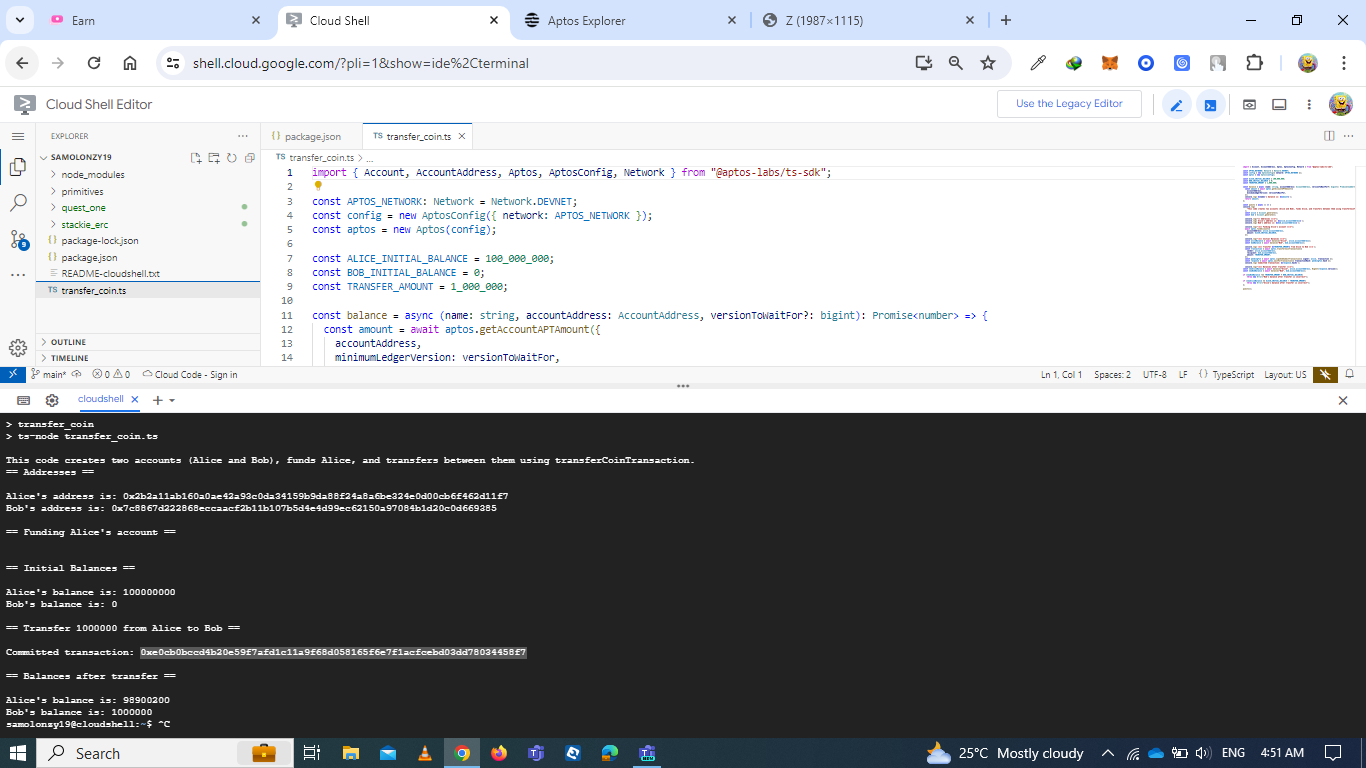 Earn
Cloud Shell
Aptos Explorer
Z (1987×1115)
shell.cloud.google.com/?pli=1&show=ide%2Cterminal
Cloud Shell Editor
Use the Legacy Editor
EXPLORER
package.json
TS transfer_coin.ts
SAMOLONZY19
TS transfer_coin.ts > ...
node_modules
primitives
quest_one
stackie_erc
package-lock.json
package.json
README-cloudshell.txt
TS transfer_coin.ts
OUTLINE
TIMELINE
9
1 import { Account, AccountAddress, Aptos, AptosConfig, Network } from "@aptos-labs/ts-sdk";
2
3 const APTOS_NETWORK: Network = Network.DEVNET;
4 const config = new AptosConfig({ network: APTOS_NETWORK });
5 const aptos = new Aptos(config);
6
7 const ALICE_INITIAL_BALANCE = 100_000_000;
8 const BOB_INITIAL_BALANCE = 0;
9 const TRANSFER_AMOUNT = 1_000_000;
10
11 const balance = async (name: string, accountAddress: AccountAddress, versionToWaitFor?: bigint): Promise<number> => {
12 const amount = await aptos.getAccountAPTAmount({
13 accountAddress,
14 minimumLedgerVersion: versionToWaitFor,
main* 0 0 Cloud Code - Sign in
Ln 1, Col 1 Spaces: 2 UTF-8 LF {} TypeScript Layout: US
cloudshell
> transfer_coin
> ts-node transfer_coin.ts
This code creates two accounts (Alice and Bob), funds Alice, and transfers between them using transferCoinTransaction.
== Addresses ==
Alice's address is: 0x2b2a11ab160a0ae42a93c0da34159b9da88f24a8a6be324e0d00cb6f462d11f7
Bob's address is: 0x7c8867d222868eccaacf2b11b107b5d4e4d99ec62150a97084b1d20c0d669385
== Funding Alice's account ==
== Initial Balances ==
Alice's balance is: 100000000
Bob's balance is: 0
== Transfer 1000000 from Alice to Bob ==
Committed transaction: 0xe0cb0bccd4b20e59f7afd1c11a9f68d058165f6e7f1acfcebd03dd78034458f7
== Balances after transfer ==
Alice's balance is: 98900200
Bob's balance is: 1000000
samolonzy19@cloudshell:~$ ^C
Search
25°C Mostly cloudy
ENG
4:51 AM